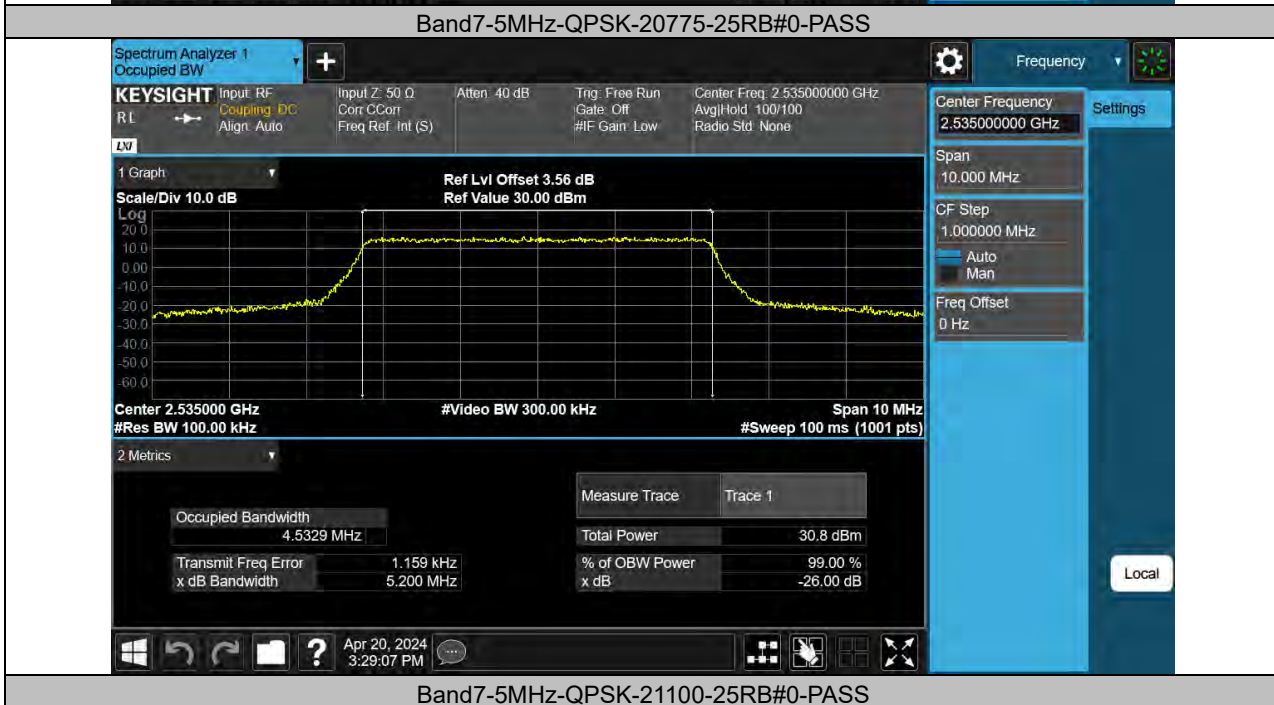 Band7-5MHz-QPSK-20775-25RB#0-PASS
Spectrum Analyzer 1
Occupied BW
Frequency
KEYSIGHT Input: RF Input Z: 50 Ω Atten: 40 dB Trig: Free Run Center Freq: 2.535000000 GHz
R L Coupling: DC Corr CCorr Gate: Off Avg|Hold: 100/100
Align: Auto Freq Ref: Int (S) #IF Gain: Low Radio Std: None
LXI
Center Frequency
2.535000000 GHz
Settings
Span
10.000 MHz
CF Step
1.000000 MHz
Auto
Man
Freq Offset
0 Hz
Local
1 Graph
Ref Lvl Offset 3.56 dB
Scale/Div 10.0 dB Ref Value 30.00 dBm
Log
20.0
10.0
0.00
-10.0
-20.0
-30.0
-40.0
-50.0
-60.0
Center 2.535000 GHz #Video BW 300.00 kHz Span 10 MHz
#Res BW 100.00 kHz #Sweep 100 ms (1001 pts)
2 Metrics
Measure Trace Trace 1
Occupied Bandwidth
4.5329 MHz
Total Power 30.8 dBm
Transmit Freq Error 1.159 kHz % of OBW Power 99.00 %
x dB Bandwidth 5.200 MHz x dB -26.00 dB
?
Apr 20, 2024
3:29:07 PM
Band7-5MHz-QPSK-21100-25RB#0-PASS